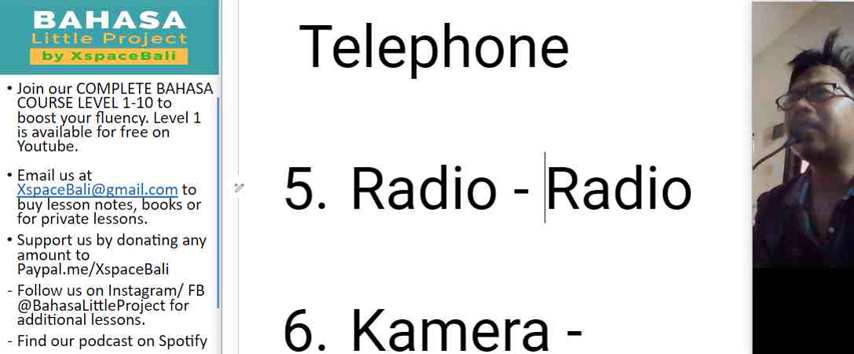 BAHASA
Little Project
by XspaceBali
• Join our COMPLETE BAHASA
COURSE LEVEL 1-10 to
boost your fluency. Level 1
is available for free on
Youtube.
• Email us at
XspaceBali@gmail.com to
buy lesson notes, books or
for private lessons.
• Support us by donating any
amount to
Paypal.me/XspaceBali
- Follow us on Instagram/ FB
@BahasaLittleProject for
additional lessons.
- Find our podcast on Spotify
Telephone
5. Radio - Radio
6. Kamera -